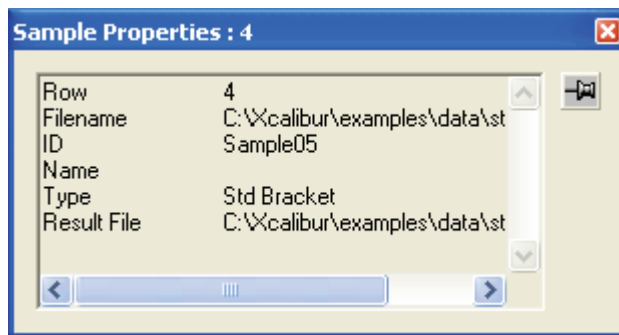 Sample Properties : 4
Row 4
Filename C:\Xcalibur\examples\data\st
ID Sample05
Name
Type Std Bracket
Result File C:\Xcalibur\examples\data\st